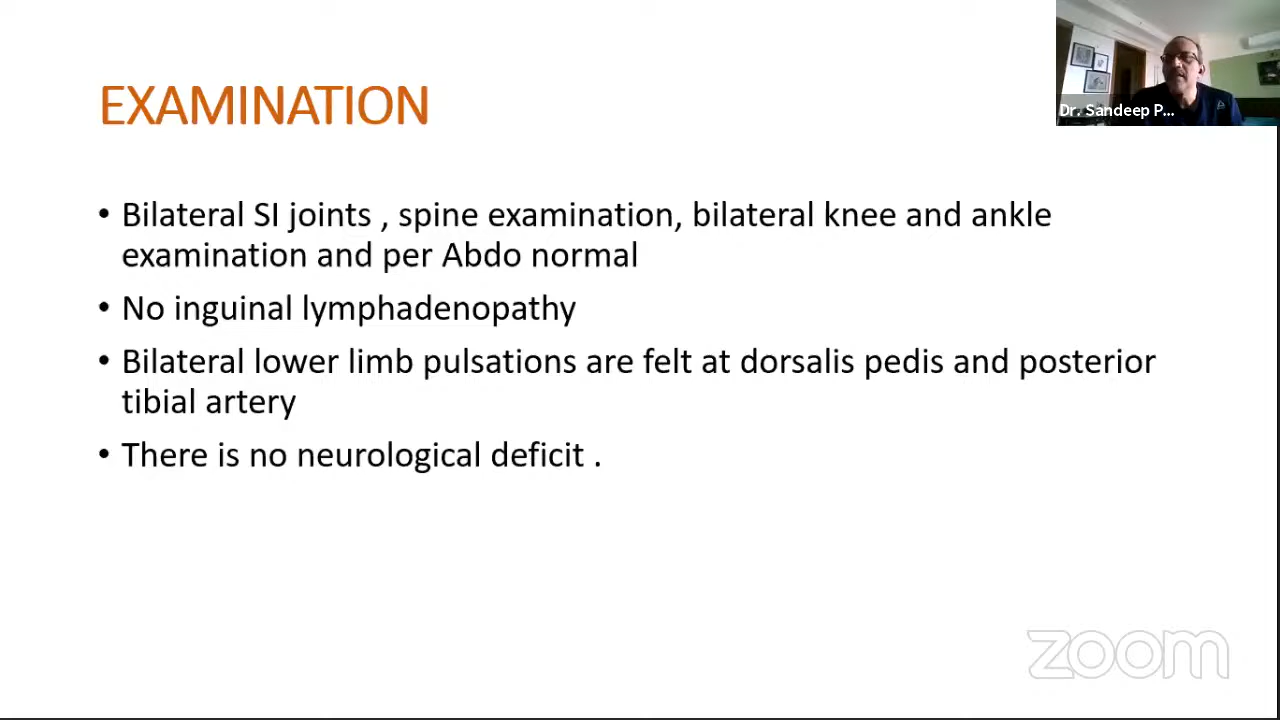 EXAMINATION
Dr. Sandeep P...
• Bilateral SI joints , spine examination, bilateral knee and ankle
examination and per Abdo normal
• No inguinal lymphadenopathy
• Bilateral lower limb pulsations are felt at dorsalis pedis and posterior
tibial artery
• There is no neurological deficit .
zoom